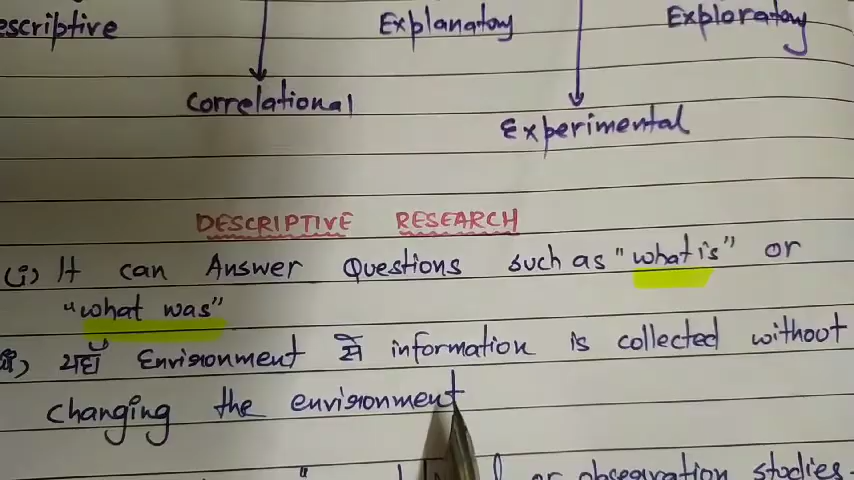 escriptive Explanatory Exploratory
Correlational
Experimental
DESCRIPTIVE RESEARCH
(i) It can Answer Questions such as "what is" or
"what was"
यहाँ Environment से information is collected without
changing the environment
or observation studies.